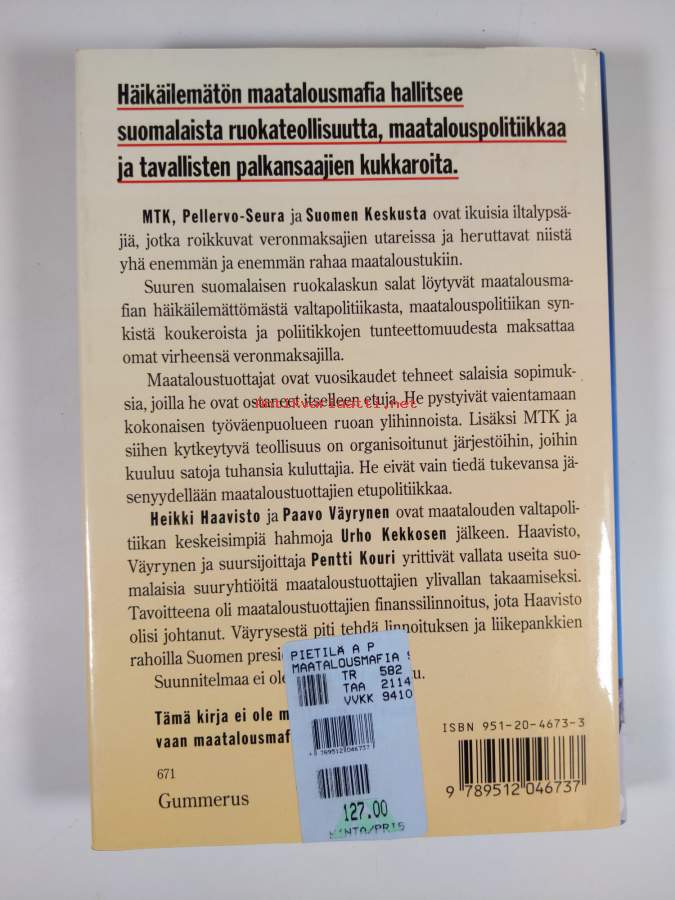 Häikäilemätön maatalousmafia hallitsee
suomalaista ruokateollisuutta, maatalouspolitiikkaa
ja tavallisten palkansaajien kukkaroita.
MTK, Pellervo-Seura ja Suomen Keskusta ovat ikuisia iltalypsä-
jiä, jotka roikkuvat veronmaksajien utareissa ja heruttavat niistä
yhä enemmän ja enemmän rahaa maataloustukiin.
Suuren suomalaisen ruokalaskun salat löytyvät maatalousma-
fian häikäilemättömästä valtapolitiikasta, maatalouspolitiikan syn-
kistä koukeroista ja poliitikkojen tunteettomuudesta maksattaa
omat virheensä veronmaksajilla.
Maataloustuottajat ovat vuosikaudet tehneet salaisia sopimuk-
sia, joilla he ovat ostaneet itselleen etuja. He pystyivät vaientamaan
antikvariaatti.net
kokonaisen työväenpuolueen ruoan ylihinnoista. Lisäksi MTK ja
siihen kytkeytyvä teollisuus on organisoitunut järjestöihin, joihin
kuuluu satoja tuhansia kuluttajia. He eivät vain tiedä tukevansa jä-
senyydellään maataloustuottajien etupolitiikkaa.
Heikki Haavisto ja Paavo Väyrynen ovat matalouden valtapoli-
tiikan keskeisimpiä hahmoja Urho Kekkosen jälkeen. Haavisto,
Väyrynen ja suursijoittaja Pentti Kouri yrittivät vallata useita suo-
malaisia suuryhtiöitä maataloustuottajien ylivallan takaamiseksi.
Tavoitteena oli maataloustuottajien finanssilinnoitus, jota Haavisto
olisi johtanut. Väyrysestä piti tehdä linnoituksen ja liikepankkien
rahoilla Suomen presi
Suunnitelmaa ei ole u.
Tämä kirja ei ole m
vaan maatalousmaf
671
Gummerus
PIETILÄ A P
MAATALOUSMAFIA S
TR 582
TAA 2114
VVKK 9410
9789512046737
127.00
HINTA/PRIS
ISBN 951-20-4673-3
9 789512 046737